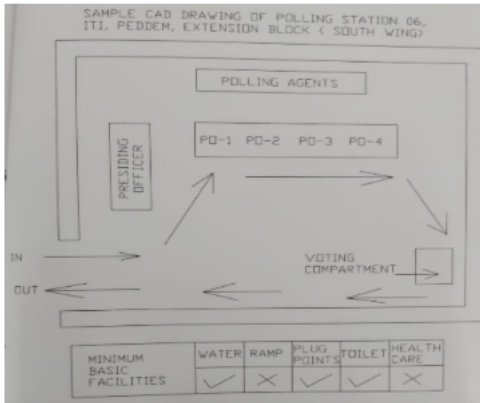 SAMPLE CAD DRAWING OF POLLING STATION 06,
ITI, PEDDEM, EXTENSION BLOCK ( SOUTH WING)
POLLING AGENTS
PRESIDING
OFFICER
PO-1 PO-2 PO-3 PO-4
IN
VOTING
COMPARTMENT
OUT
MINIMUM
BASIC
FACILITIES
WATER
RAMP
PLUG
POINTS
TOILET
HEALTH
CARE